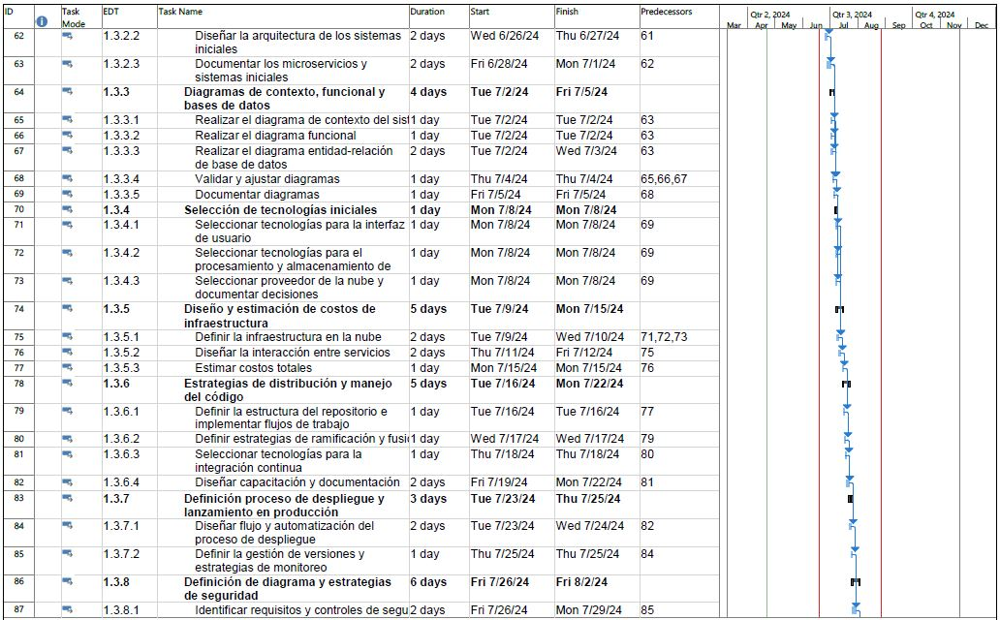 ID Task Mode EDT Task Name Duration Start Finish Predecessors
Qtr 2, 2024 Qtr 3, 2024 Qtr 4, 2024
Mar Apr May Jun Jul Aug Sep Oct Nov Dec
62 1.3.2.2 Diseñar la arquitectura de los sistemas 2 days Wed 6/26/24 Thu 6/27/24 61
iniciales
63 1.3.2.3 Documentar los microservicios y 2 days Fri 6/28/24 Mon 7/1/24 62
sistemas iniciales
64 1.3.3 Diagramas de contexto, funcional y 4 days Tue 7/2/24 Fri 7/5/24
bases de datos
65 1.3.3.1 Realizar el diagrama de contexto del sist 1 day Tue 7/2/24 Tue 7/2/24 63
66 1.3.3.2 Realizar el diagrama funcional 1 day Tue 7/2/24 Tue 7/2/24 63
67 1.3.3.3 Realizar el diagrama entidad-relación 2 days Tue 7/2/24 Wed 7/3/24 63
de base de datos
68 1.3.3.4 Validar y ajustar diagramas 1 day Thu 7/4/24 Thu 7/4/24 65,66,67
69 1.3.3.5 Documentar diagramas 1 day Fri 7/5/24 Fri 7/5/24 68
70 1.3.4 Selección de tecnologías iniciales 1 day Mon 7/8/24 Mon 7/8/24
71 1.3.4.1 Seleccionar tecnologías para la interfaz 1 day Mon 7/8/24 Mon 7/8/24 69
de usuario
72 1.3.4.2 Seleccionar tecnologías para el 1 day Mon 7/8/24 Mon 7/8/24 69
procesamiento y almacenamiento de
73 1.3.4.3 Seleccionar proveedor de la nube y 1 day Mon 7/8/24 Mon 7/8/24 69
documentar decisiones
74 1.3.5 Diseño y estimación de costos de 5 days Tue 7/9/24 Mon 7/15/24
infraestructura
75 1.3.5.1 Definir la infraestructura en la nube 2 days Tue 7/9/24 Wed 7/10/24 71,72,73
76 1.3.5.2 Diseñar la interacción entre servicios 2 days Thu 7/11/24 Fri 7/12/24 75
77 1.3.5.3 Estimar costos totales 1 day Mon 7/15/24 Mon 7/15/24 76
78 1.3.6 Estrategias de distribución y manejo 5 days Tue 7/16/24 Mon 7/22/24
del código
79 1.3.6.1 Definir la estructura del repositorio e 1 day Tue 7/16/24 Tue 7/16/24 77
implementar flujos de trabajo
80 1.3.6.2 Definir estrategias de ramificación y fusi 1 day Wed 7/17/24 Wed 7/17/24 79
81 1.3.6.3 Seleccionar tecnologías para la 1 day Thu 7/18/24 Thu 7/18/24 80
integración continua
82 1.3.6.4 Diseñar capacitación y documentación 2 days Fri 7/19/24 Mon 7/22/24 81
83 1.3.7 Definición proceso de despliegue y 3 days Tue 7/23/24 Thu 7/25/24
lanzamiento en producción
84 1.3.7.1 Diseñar flujo y automatización del 2 days Tue 7/23/24 Wed 7/24/24 82
proceso de despliegue
85 1.3.7.2 Definir la gestión de versiones y 1 day Thu 7/25/24 Thu 7/25/24 84
estrategias de monitoreo
86 1.3.8 Definición de diagrama y estrategias 6 days Fri 7/26/24 Fri 8/2/24
de seguridad
87 1.3.8.1 Identificar requisitos y controles de segu 2 days Fri 7/26/24 Mon 7/29/24 85